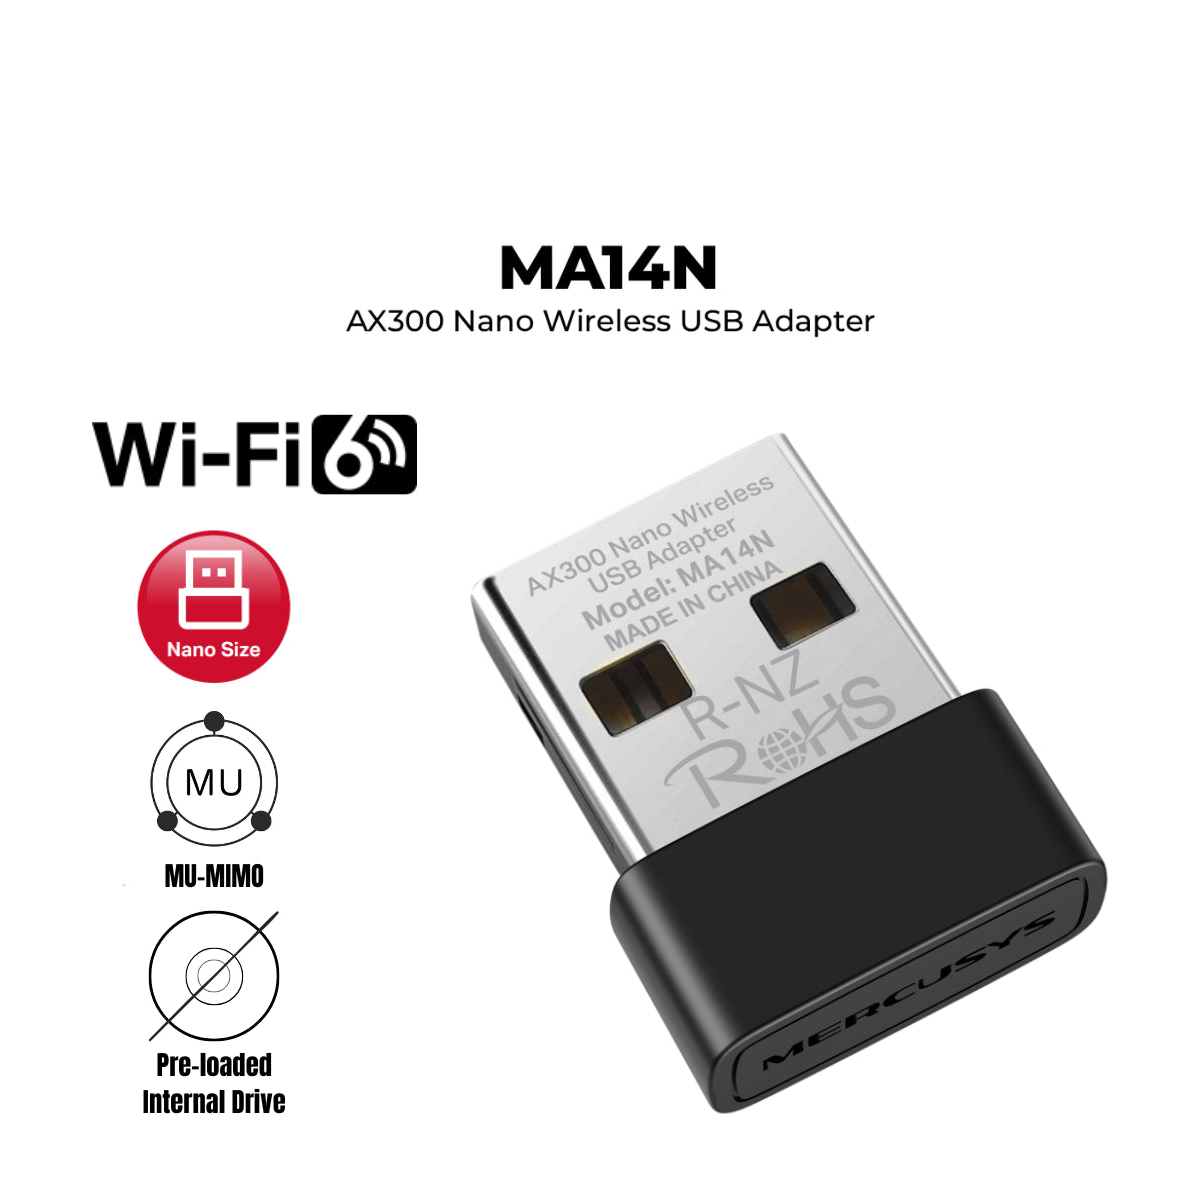 MA14N
AX300 Nano Wireless USB Adapter
Wi-Fi 6
Nano Size
MU
MU-MIMO
Pre-loaded
Internal Drive
AX300 Nano Wireless
USB Adapter
Model: MA14N
MADE IN CHINA
R-NZ
RoHS
MERCUSYS